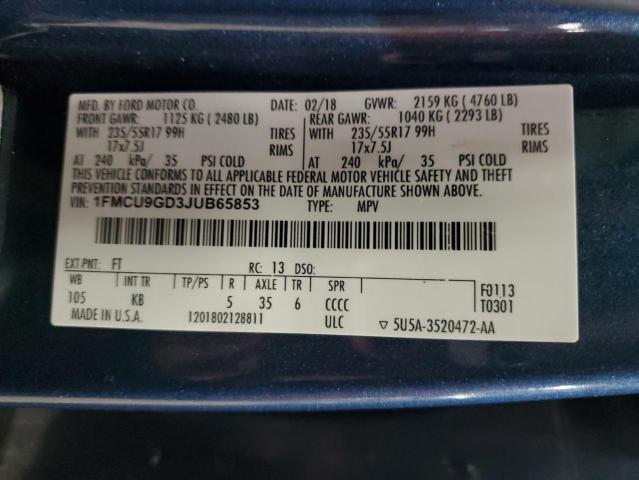 MFD. BY FORD MOTOR CO. DATE: 02/18 GVWR: 2159 KG ( 4760 LB)
FRONT GAWR: 1125 KG ( 2480 LB) REAR GAWR: 1040 KG ( 2293 LB)
WITH 235/55R17 99H TIRES WITH 235/55R17 99H TIRES
17x7.5J RIMS 17x7.5J RIMS
AT 240 kPa/ 35 PSI COLD AT 240 kPa/ 35 PSI COLD
THIS VEHICLE CONFORMS TO ALL APPLICABLE FEDERAL MOTOR VEHICLE SAFETY AND THEFT
PREVENTION STANDARDS IN EFFECT ON THE DATE OF MANUFACTURE SHOWN ABOVE.
VIN: 1FMCU9GD3JUB65853 TYPE: MPV
EXT-PNT: FT RC: 13 DSO:
WB INT TR TP/PS R AXLE TR SPR F0113
105 KB 5 35 6 CCCC T0301
MADE IN U.S.A. 1201802128811 ULC ▽ 5U5A-3520472-AA